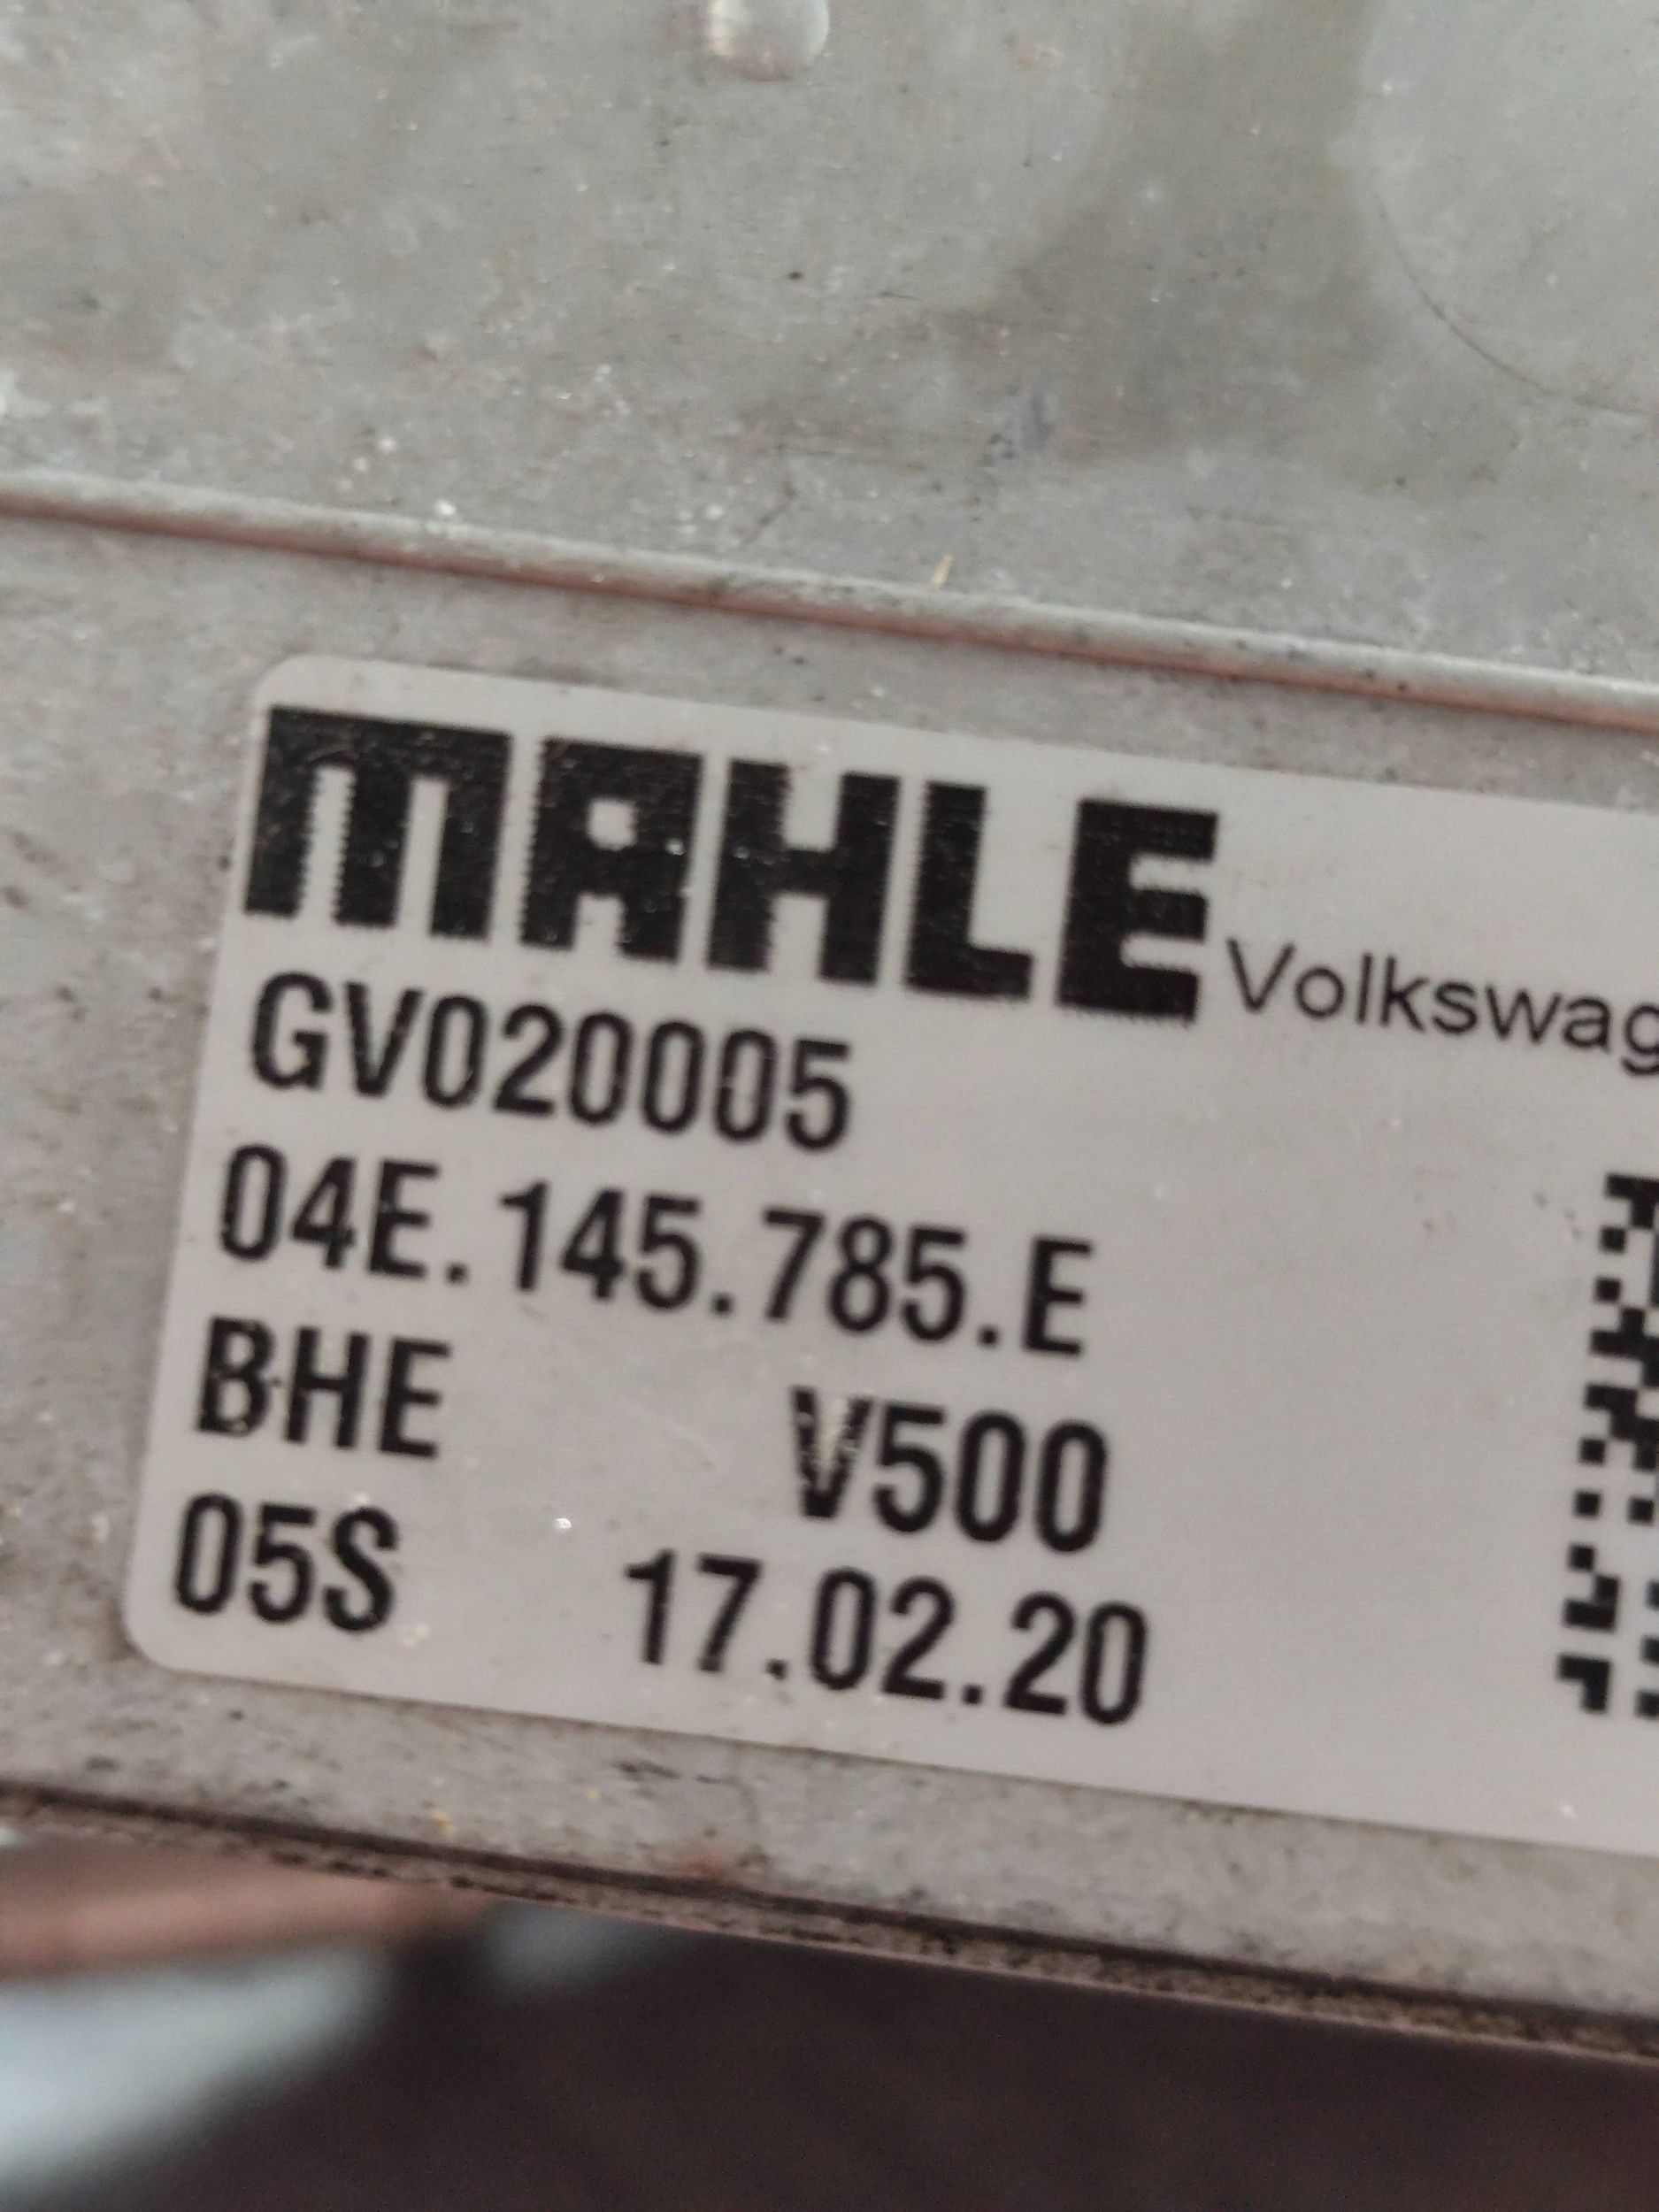 MAHLE Volkswag
GV020005
04E.145.785.E
BHE V500
05S 17.02.20